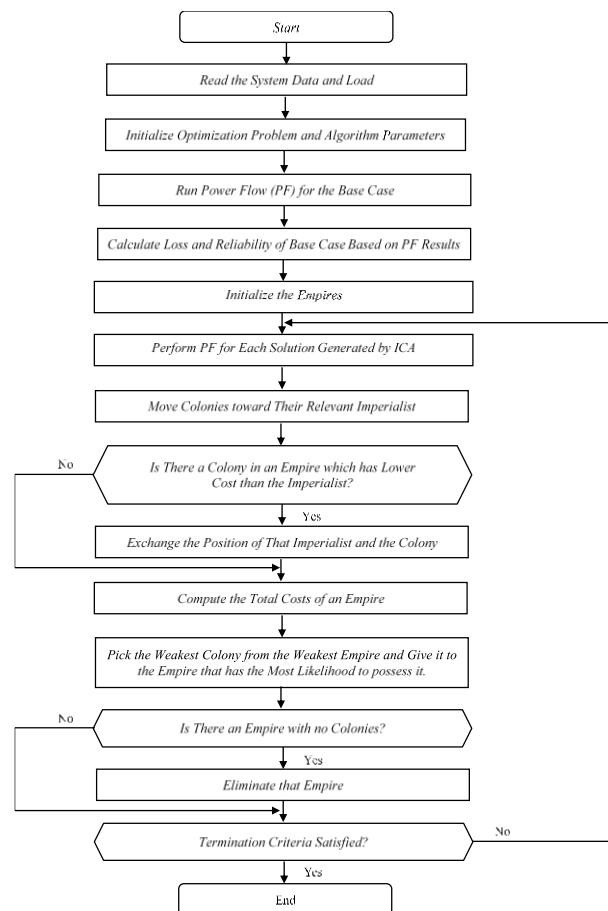 Start
Read the System Data and Load
Initialize Optimization Problem and Algorithm Parameters
Run Power Flow (PF) for the Base Case
Calculate Loss and Reliability of Base Case Based on PF Results
Initialize the Empires
Perform PF for Each Solution Generated by ICA
Move Colonies toward Their Relevant Imperialist
No
Is There a Colony in an Empire which has Lower
Cost than the Imperialist?
Yes
Exchange the Position of That Imperialist and the Colony
Compute the Total Costs of an Empire
Pick the Weakest Colony from the Weakest Empire and Give it to
the Empire that has the Most Likelihood to possess it.
No
Is There an Empire with no Colonies?
Yes
Eliminate that Empire
Termination Criteria Satisfied?
No
Yes
End